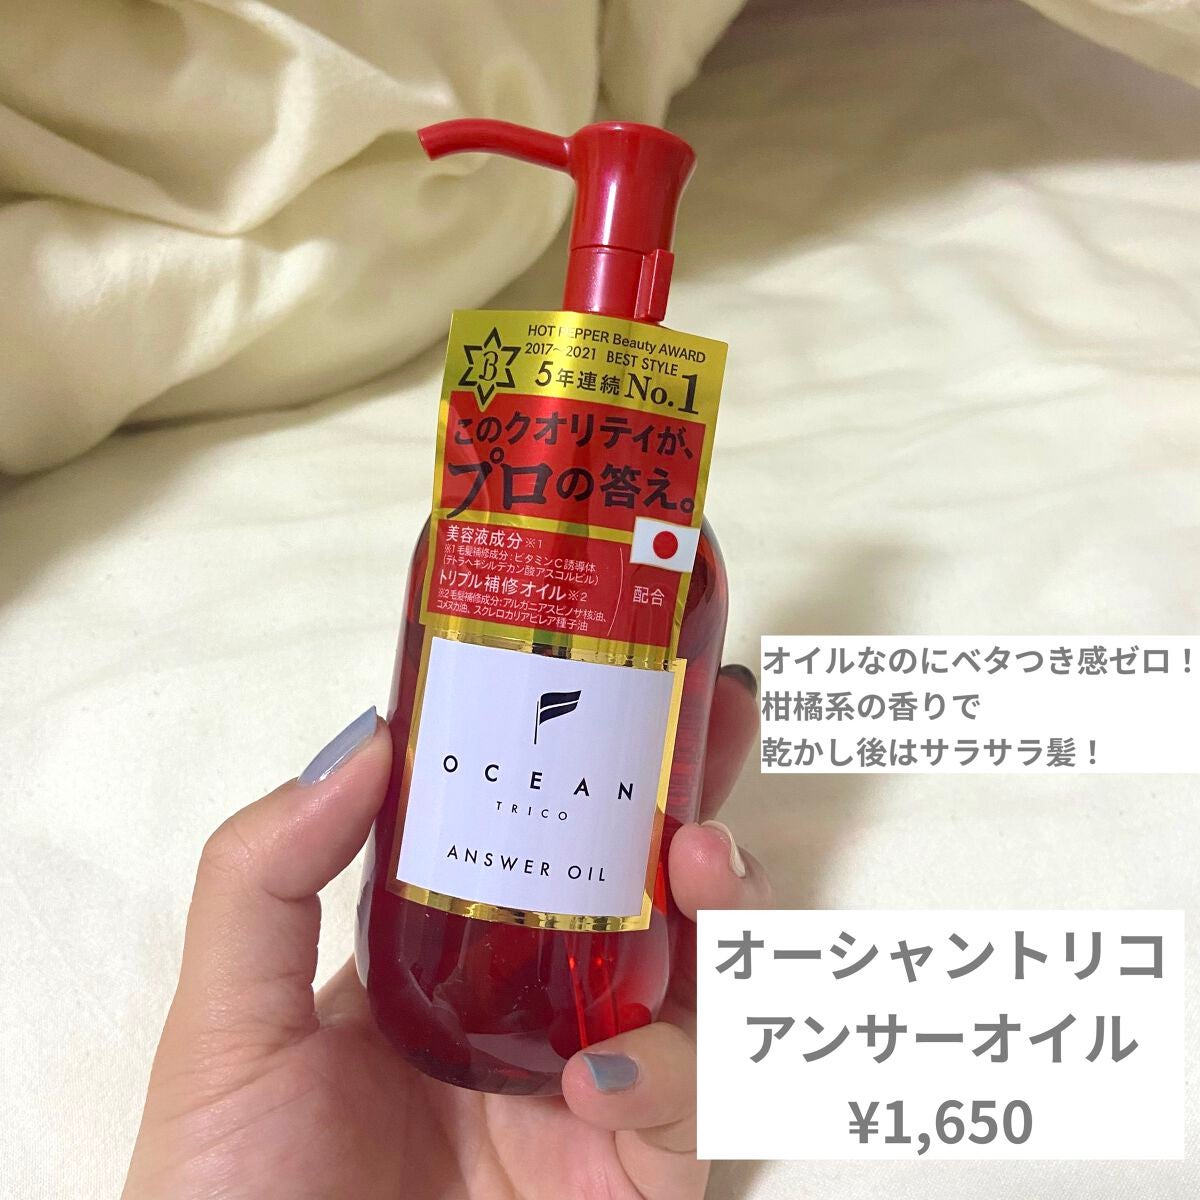 HOT PEPPER Beauty AWARD
2017〜2021 BEST STYLE
5年連続No.1
B
このクオリティが、
プロの答え。
美容液成分※1
※1毛髪補修成分:ビタミンC誘導体
(テトラヘキシルデカン酸アスコルビル)
トリプル補修オイル※2
※2毛髪補修成分:アルガニアスピノサ核油、
コメヌカ油、スクレロカリアビレア種子油
配合
OCEAN
TRICO
ANSWER OIL
オイルなのにベタつき感ゼロ!
柑橘系の香りで
乾かし後はサラサラ髪!
オーシャントリコ
アンサーオイル
¥1,650